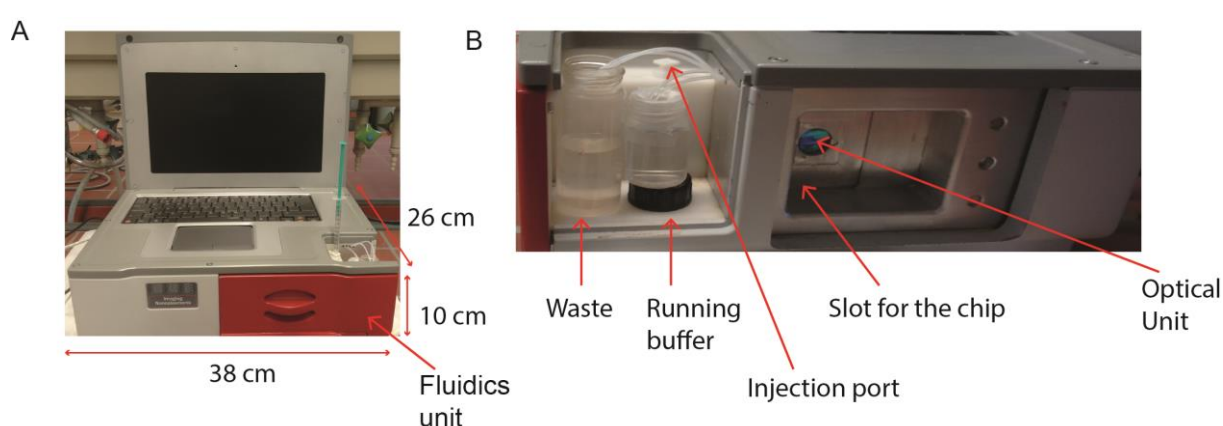 A
B
26 cm
10 cm
38 cm
Fluidics
unit
Waste
Running
buffer
Slot for the chip
Optical
Unit
Injection port